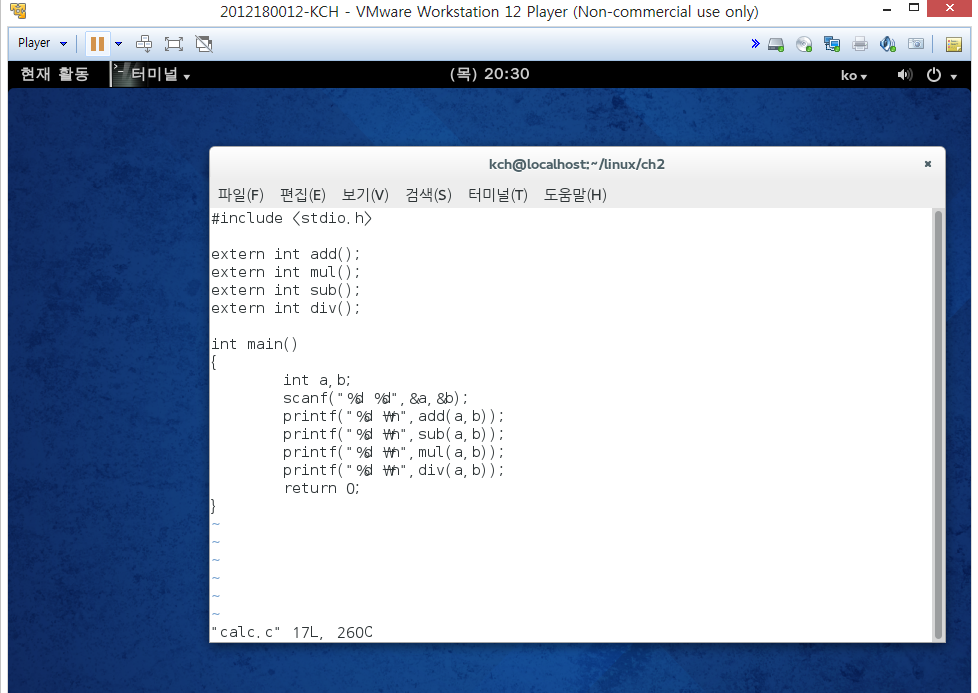 2012180012-KCH - VMware Workstation 12 Player (Non-commercial use only)
Player
현재 활동 터미널 (목) 20:30 ko
kch@localhost:~/linux/ch2
파일(F) 편집(E) 보기(V) 검색(S) 터미널(T) 도움말(H)
#include <stdio.h>
extern int add();
extern int mul();
extern int sub();
extern int div();
int main()
{
int a,b;
scanf("%d %d",&a,&b);
printf("%d ₩n",add(a,b));
printf("%d ₩n",sub(a,b));
printf("%d ₩n",mul(a,b));
printf("%d ₩n",div(a,b));
return 0;
}
~
~
~
~
~
~
"calc.c" 17L, 260C